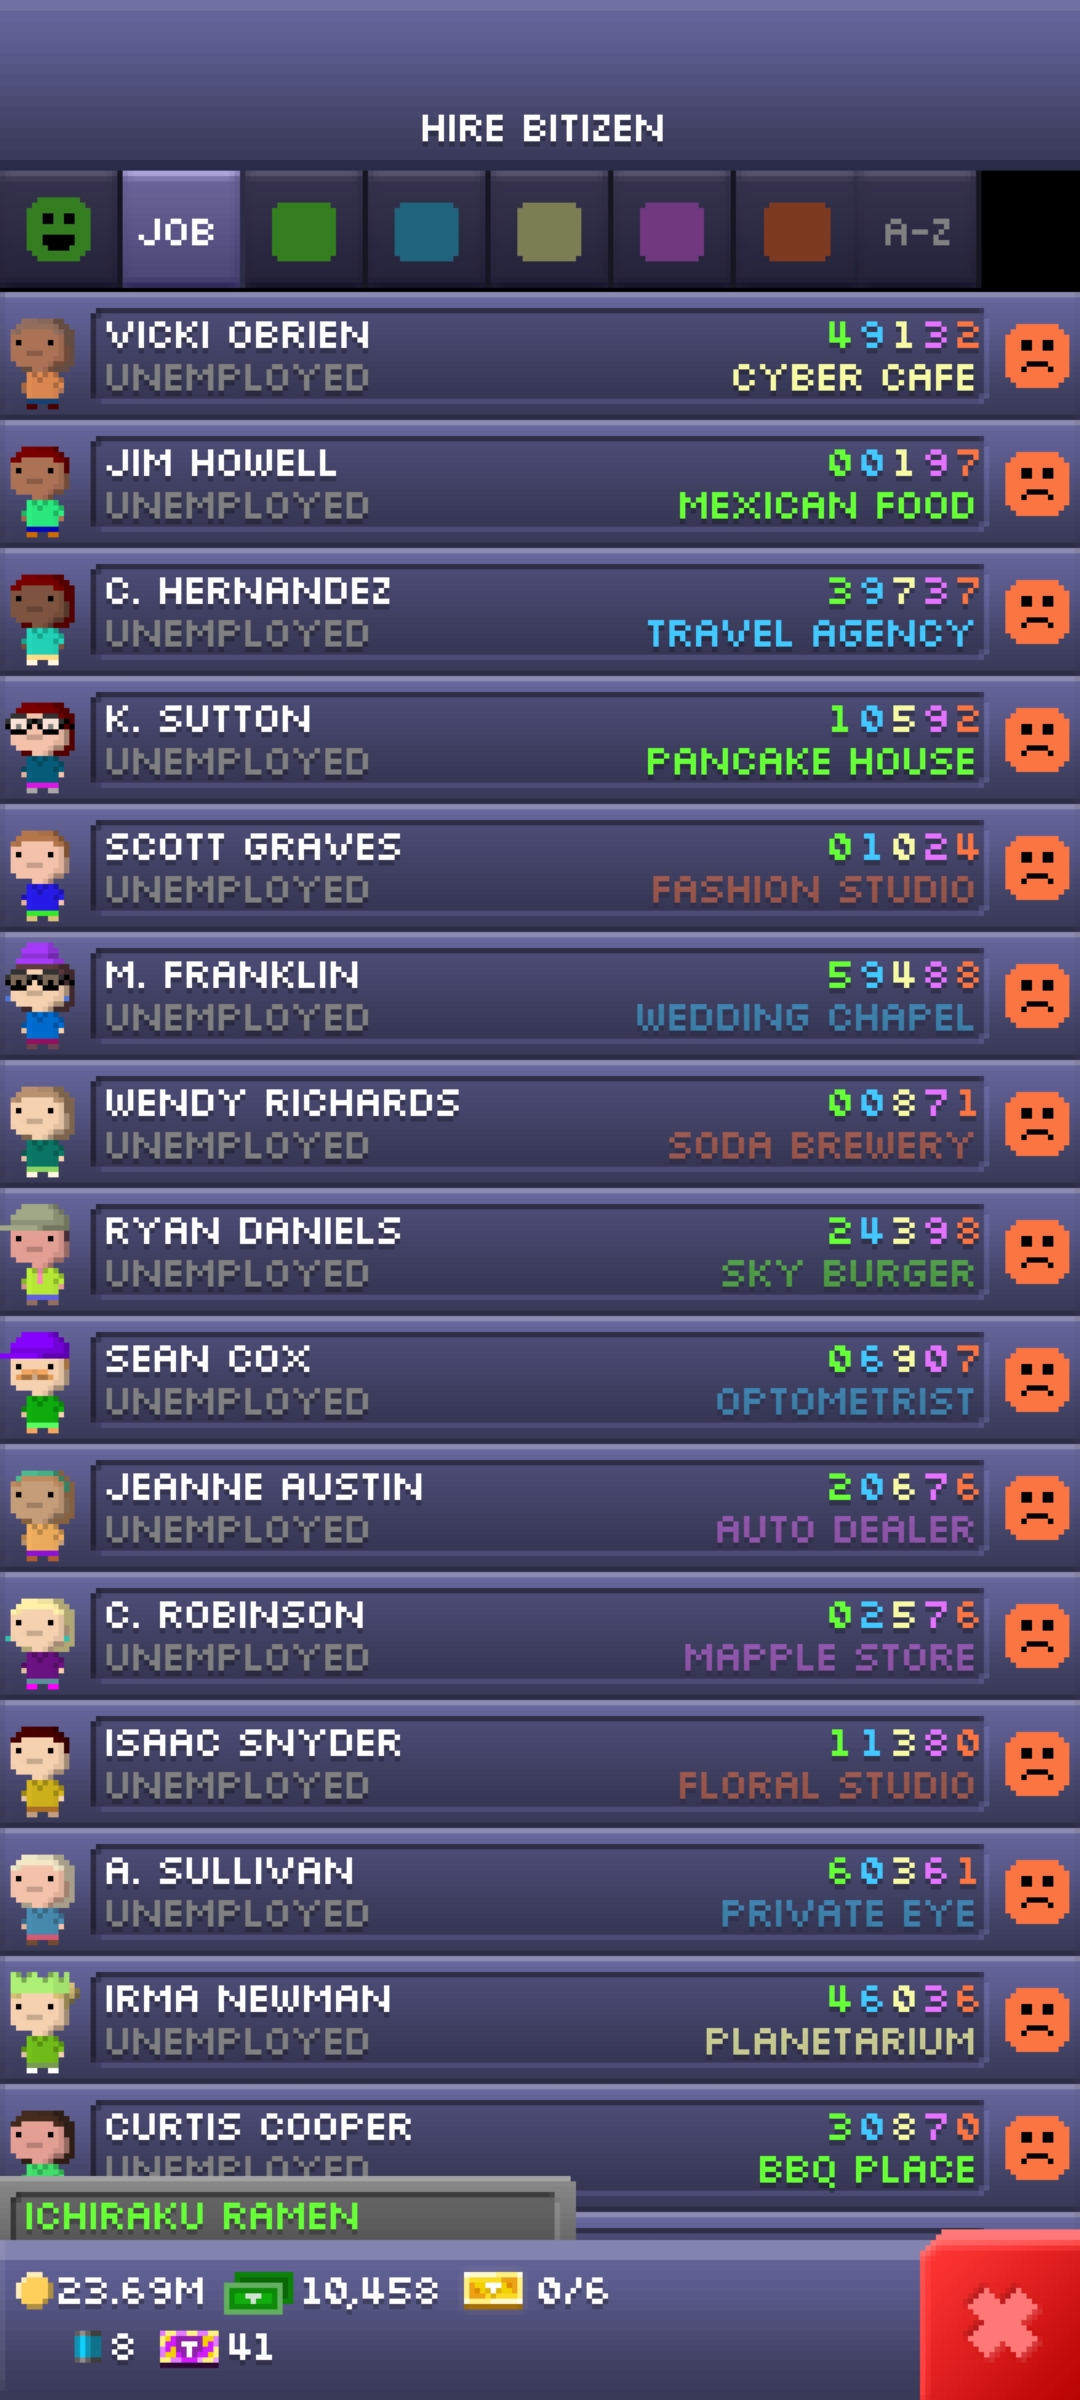 HIRE BITIZEN
JOB A-Z
VICKI OBRIEN 49132
UNEMPLOYED CYBER CAFE
JIM HOWELL 00197
UNEMPLOYED MEXICAN FOOD
C. HERNANDEZ 39737
UNEMPLOYED TRAVEL AGENCY
K. SUTTON 10592
UNEMPLOYED PANCAKE HOUSE
SCOTT GRAVES 01024
UNEMPLOYED FASHION STUDIO
M. FRANKLIN 59488
UNEMPLOYED WEDDING CHAPEL
WENDY RICHARDS 00871
UNEMPLOYED SODA BREWERY
RYAN DANIELS 24398
UNEMPLOYED SKY BURGER
SEAN COX 06907
UNEMPLOYED OPTOMETRIST
JEANNE AUSTIN 20676
UNEMPLOYED AUTO DEALER
C. ROBINSON 02576
UNEMPLOYED MAPPLE STORE
ISAAC SNYDER 11380
UNEMPLOYED FLORAL STUDIO
A. SULLIVAN 60361
UNEMPLOYED PRIVATE EYE
IRMA NEWMAN 46036
UNEMPLOYED PLANETARIUM
CURTIS COOPER 30870
UNEMPLOYED BBQ PLACE
ICHIRAKU RAMEN
23.69M 10,458 0/6
8 41